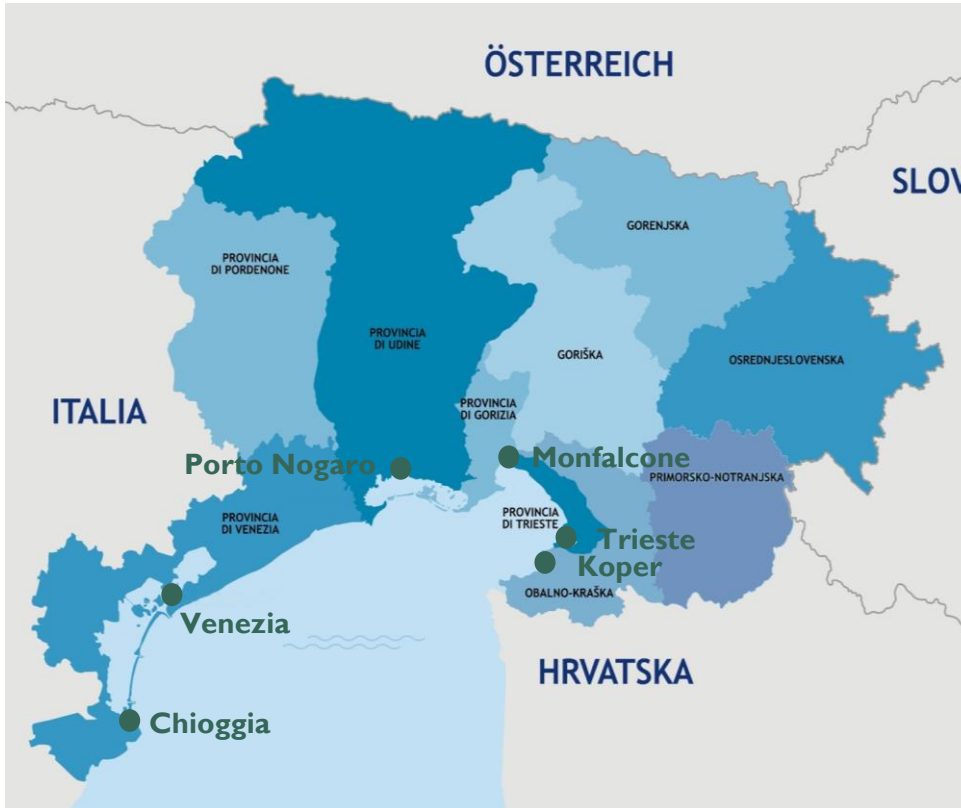 ÖSTERREICH
SLOV
GORENJSKA
PROVINCIA
DI PORDENONE
PROVINCIA
DI UDINE
GORIŠKA
OSREDNJESLOVENSKA
ITALIA
PROVINCIA
DI GORIZIA
Porto Nogaro
Monfalcone
PRIMORSKO-NOTRANJSKA
PROVINCIA
DI VENEZIA
PROVINCIA
DI TRIESTE
Trieste
Koper
OBALNO-KRAŠKA
Venezia
HRVATSKA
Chioggia